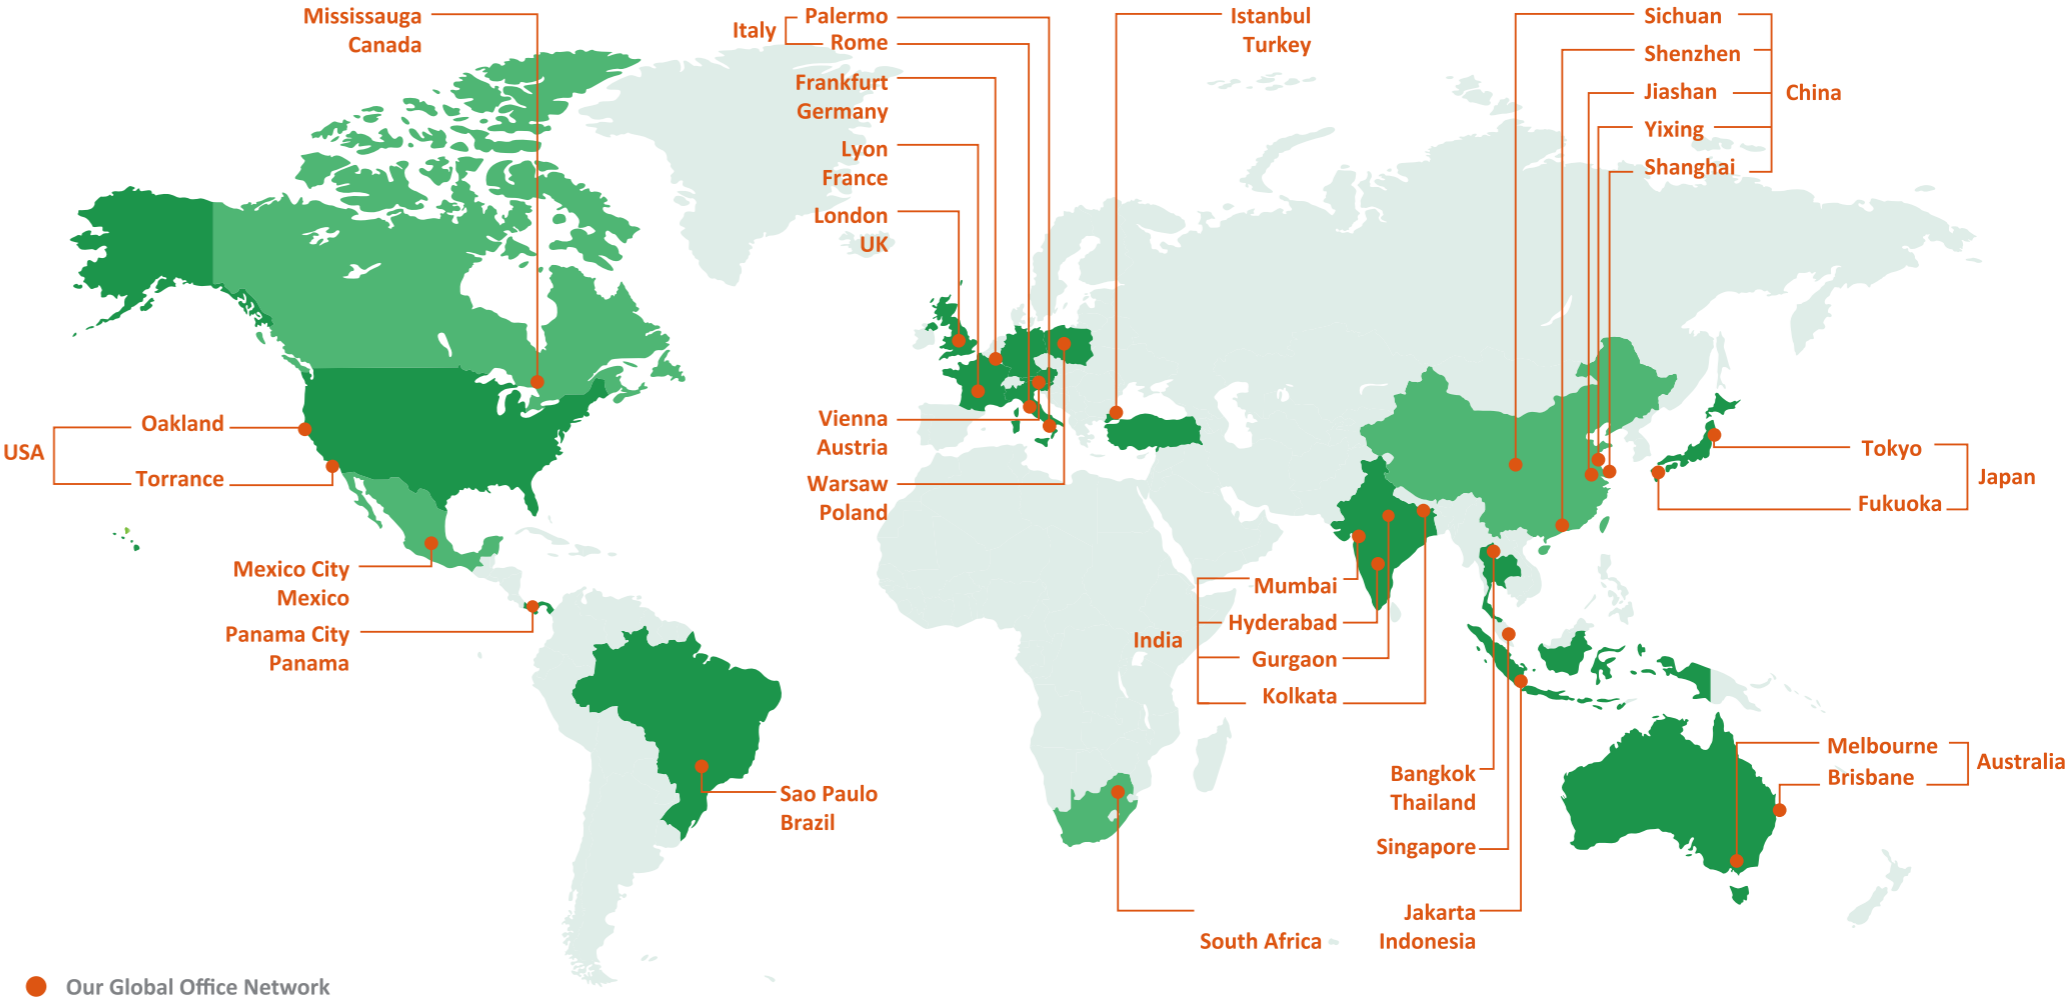 Mississauga
Canada
Italy
Palermo
Rome
Frankfurt
Germany
Lyon
France
London
UK
Istanbul
Turkey
Sichuan
Shenzhen
Jiashan
Yixing
Shanghai
China
USA
Oakland
Torrance
Vienna
Austria
Warsaw
Poland
Tokyo
Fukuoka
Japan
Mexico City
Mexico
Panama City
Panama
India
Mumbai
Hyderabad
Gurgaon
Kolkata
Sao Paulo
Brazil
Bangkok
Thailand
Singapore
Jakarta
Indonesia
Melbourne
Brisbane
Australia
South Africa
Our Global Office Network